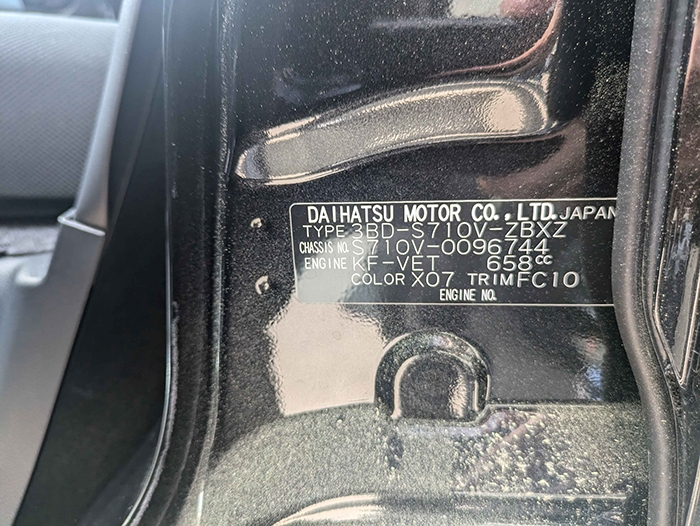 DAIHATSU MOTOR CO., LTD. JAPAN
TYPE 3BD-S710V-ZBXZ
CHASSIS NO. S710V-0096744
ENGINE KF-VET 658CC
COLOR X07 TRIM FC10
ENGINE NO.